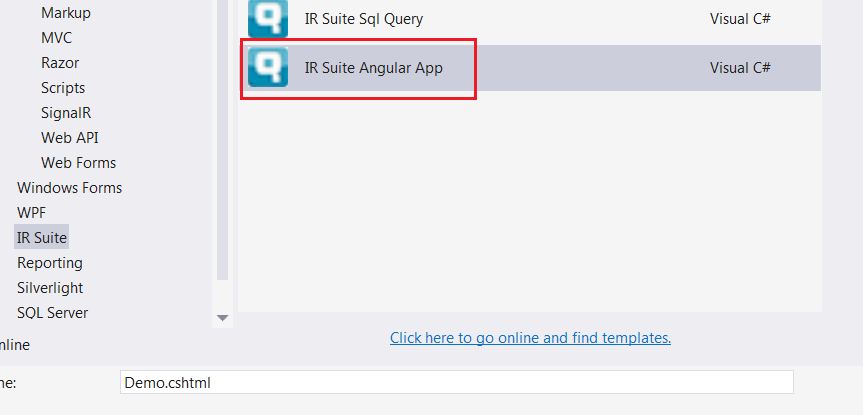 Markup
MVC
Razor
Scripts
SignalR
Web API
Web Forms
Windows Forms
WPF
IR Suite
Reporting
Silverlight
SQL Server
nline
IR Suite Sql Query Visual C#
IR Suite Angular App Visual C#
Click here to go online and find templates.
ne: Demo.cshtml